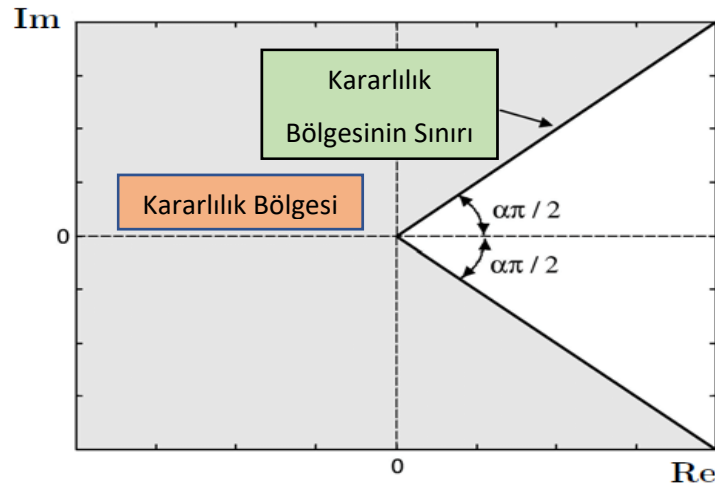 Im
Kararlılık
Bölgesinin Sınırı
Kararlılık Bölgesi
απ / 2
0
απ / 2
0
Re